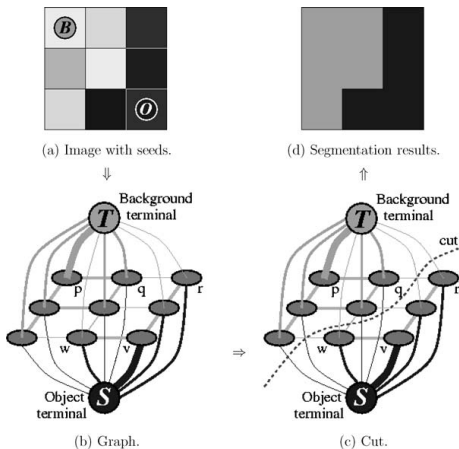 B
O
(a) Image with seeds.
(d) Segmentation results.
⇓
⇑
Background
terminal
T
p
q
r
w
v
S
Object
terminal
(b) Graph.
⇒
Background
terminal
T
cut
p
q
r
w
v
S
Object
terminal
(c) Cut.